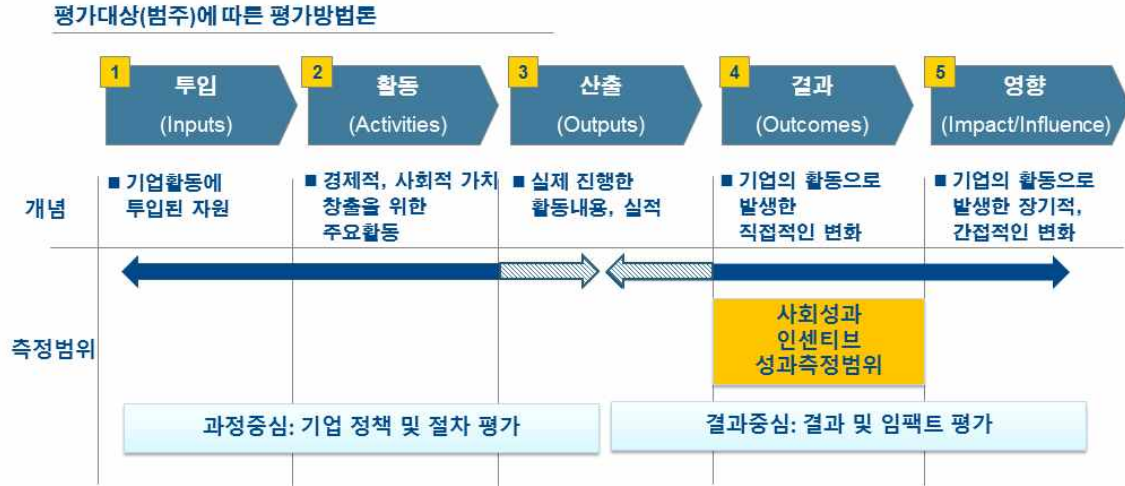 평가대상(범주)에 따른 평가방법론
1
투입
(Inputs)
2
활동
(Activities)
3
산출
(Outputs)
4
결과
(Outcomes)
5
영향
(Impact/Influence)
개념
■ 기업활동에
투입된 자원
■ 경제적, 사회적 가치
창출을 위한
주요활동
■ 실제 진행한
활동내용, 실적
■ 기업의 활동으로
발생한
직접적인 변화
■ 기업의 활동으로
발생한 장기적,
간접적인 변화
측정범위
사회성과
인센티브
성과측정범위
과정중심: 기업 정책 및 절차 평가
결과중심: 결과 및 임팩트 평가